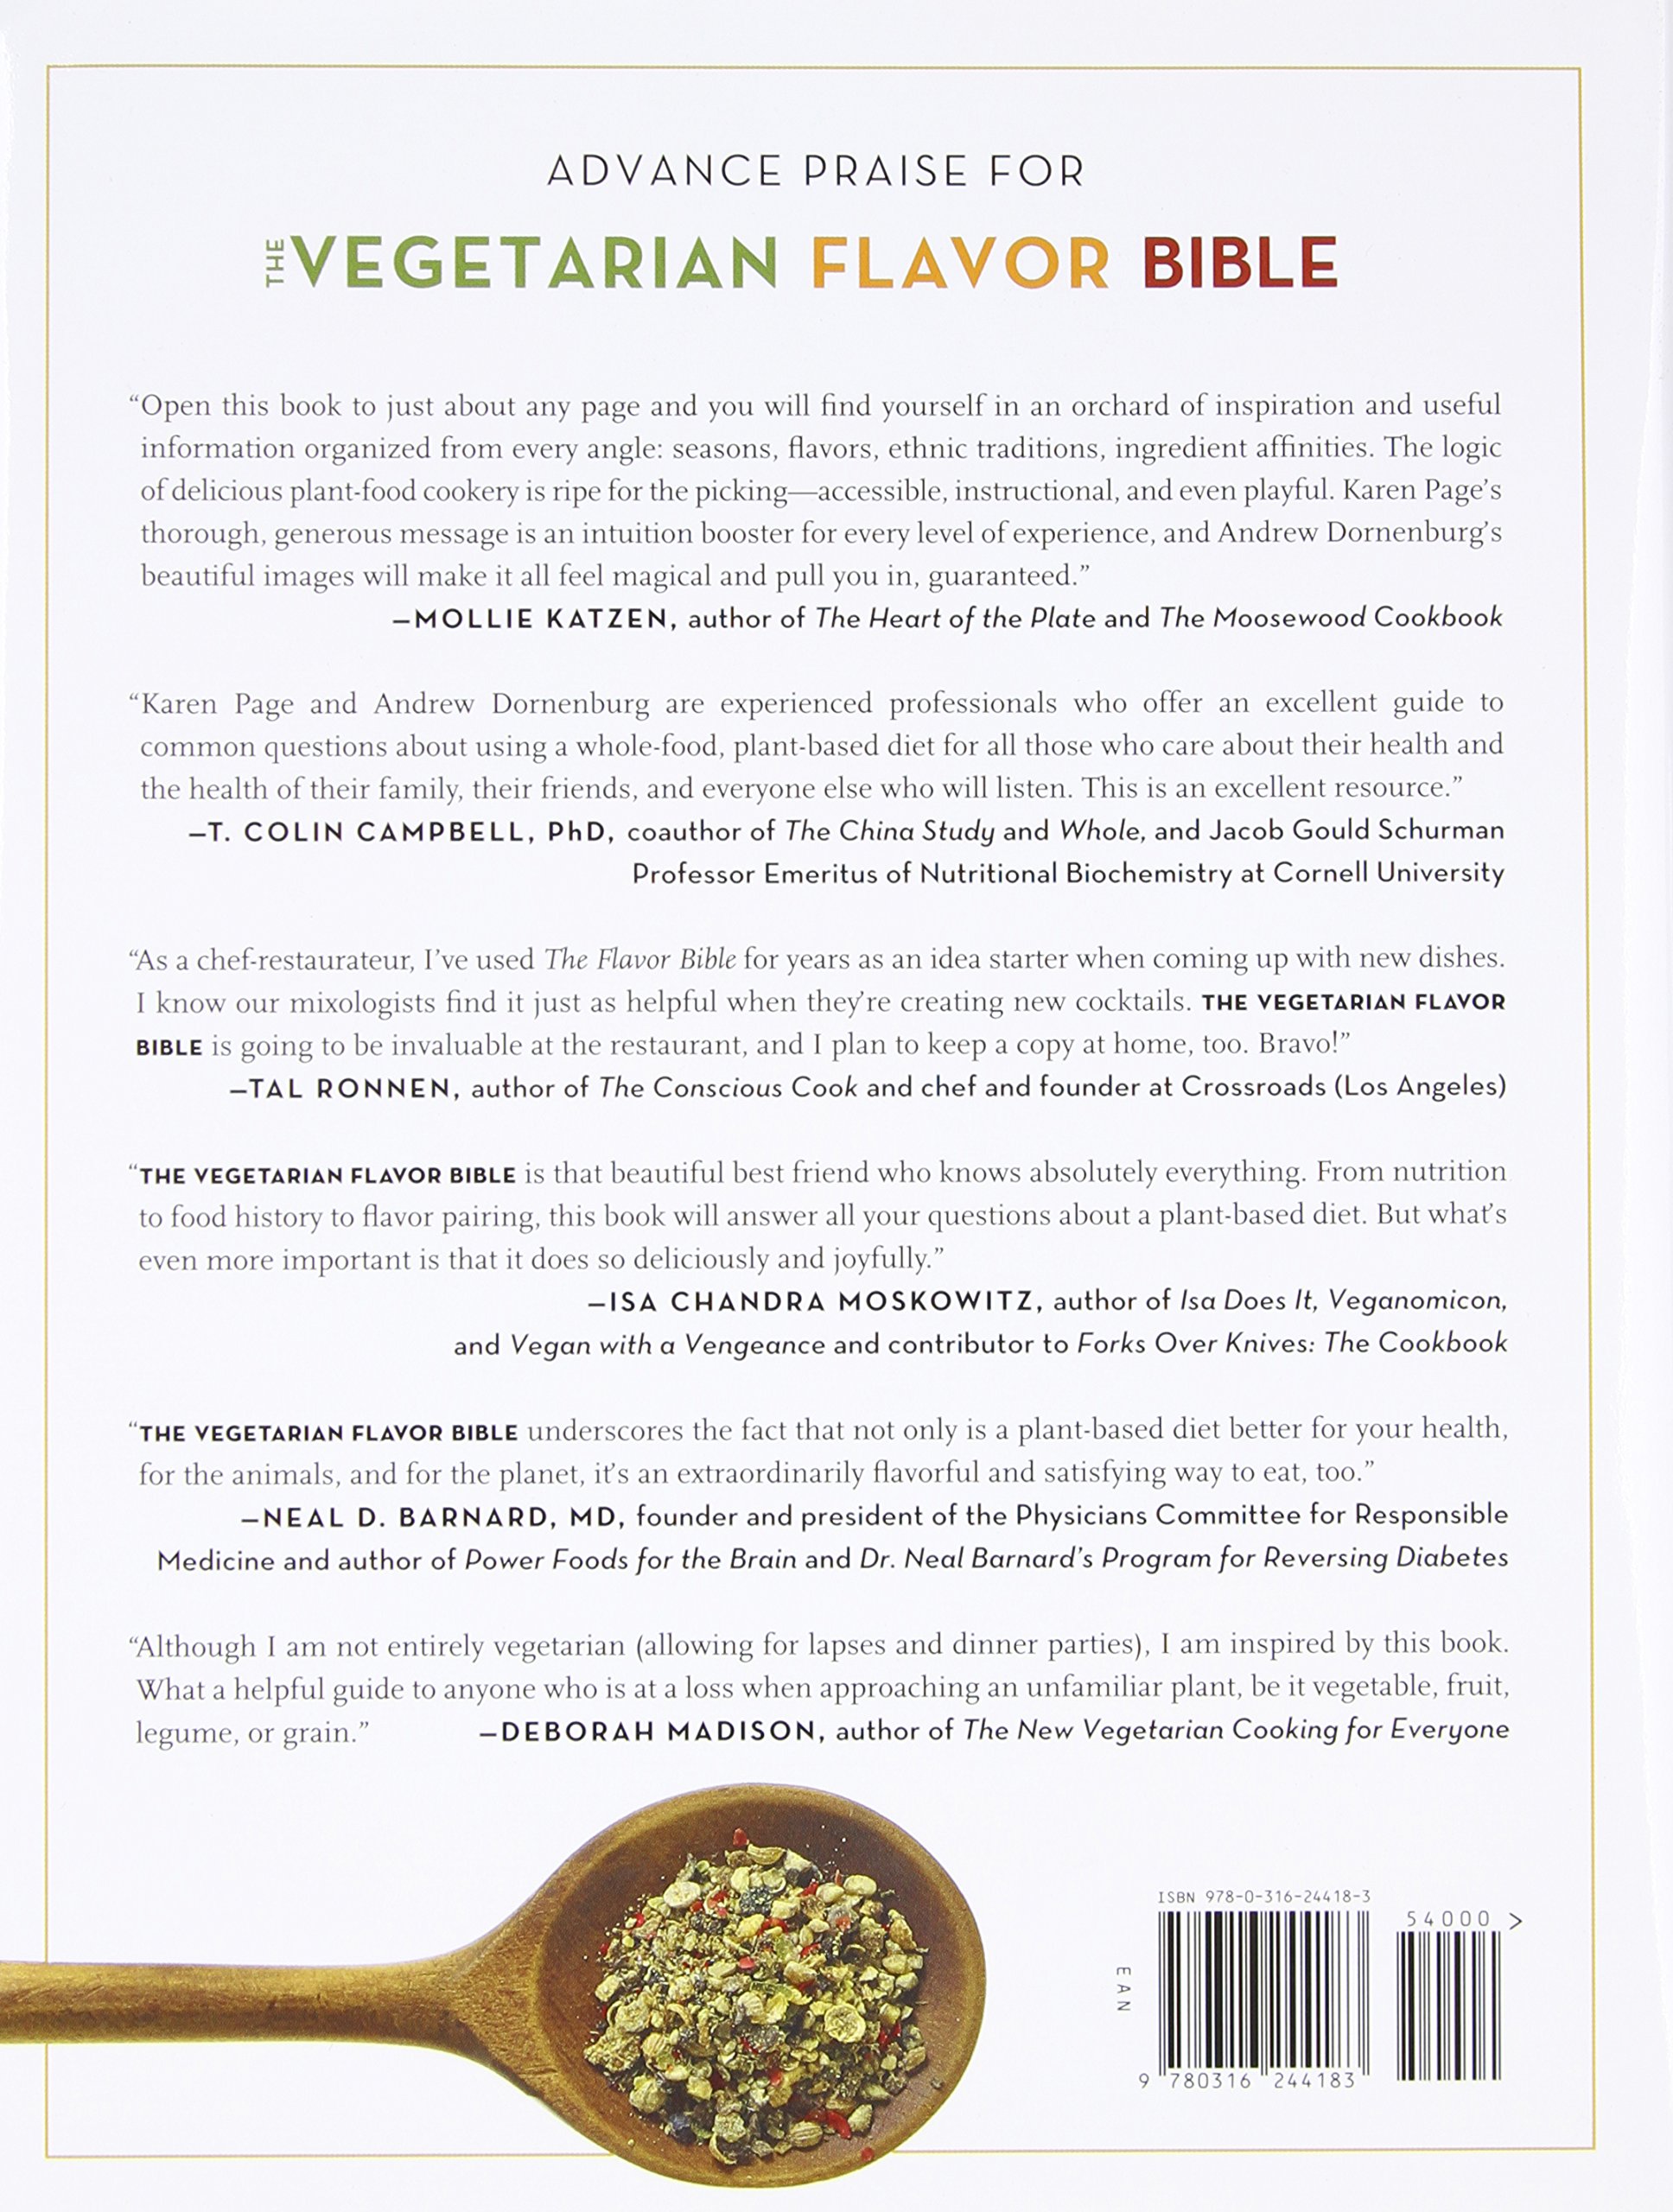 ADVANCE PRAISE FOR
THE VEGETARIAN FLAVOR BIBLE
“Open this book to just about any page and you will find yourself in an orchard of inspiration and useful
information organized from every angle: seasons, flavors, ethnic traditions, ingredient affinities. The logic
of delicious plant-food cookery is ripe for the picking—accessible, instructional, and even playful. Karen Page’s
thorough, generous message is an intuition booster for every level of experience, and Andrew Dornenburg’s
beautiful images will make it all feel magical and pull you in, guaranteed.”
—MOLLIE KATZEN, author of The Heart of the Plate and The Moosewood Cookbook
“Karen Page and Andrew Dornenburg are experienced professionals who offer an excellent guide to
common questions about using a whole-food, plant-based diet for all those who care about their health and
the health of their family, their friends, and everyone else who will listen. This is an excellent resource.”
—T. COLIN CAMPBELL, PhD, coauthor of The China Study and Whole, and Jacob Gould Schurman
Professor Emeritus of Nutritional Biochemistry at Cornell University
“As a chef-restaurateur, I’ve used The Flavor Bible for years as an idea starter when coming up with new dishes.
I know our mixologists find it just as helpful when they’re creating new cocktails. THE VEGETARIAN FLAVOR
BIBLE is going to be invaluable at the restaurant, and I plan to keep a copy at home, too. Bravo!”
—TAL RONNEN, author of The Conscious Cook and chef and founder at Crossroads (Los Angeles)
“THE VEGETARIAN FLAVOR BIBLE is that beautiful best friend who knows absolutely everything. From nutrition
to food history to flavor pairing, this book will answer all your questions about a plant-based diet. But what’s
even more important is that it does so deliciously and joyfully.”
—ISA CHANDRA MOSKOWITZ, author of Isa Does It, Veganomicon,
and Vegan with a Vengeance and contributor to Forks Over Knives: The Cookbook
“THE VEGETARIAN FLAVOR BIBLE underscores the fact that not only is a plant-based diet better for your health,
for the animals, and for the planet, it’s an extraordinarily flavorful and satisfying way to eat, too.”
—NEAL D. BARNARD, MD, founder and president of the Physicians Committee for Responsible
Medicine and author of Power Foods for the Brain and Dr. Neal Barnard’s Program for Reversing Diabetes
“Although I am not entirely vegetarian (allowing for lapses and dinner parties), I am inspired by this book.
What a helpful guide to anyone who is at a loss when approaching an unfamiliar plant, be it vegetable, fruit,
legume, or grain.” —DEBORAH MADISON, author of The New Vegetarian Cooking for Everyone
ISBN 978-0-316-24418-3
54000 >
EAN
9 780316 244183